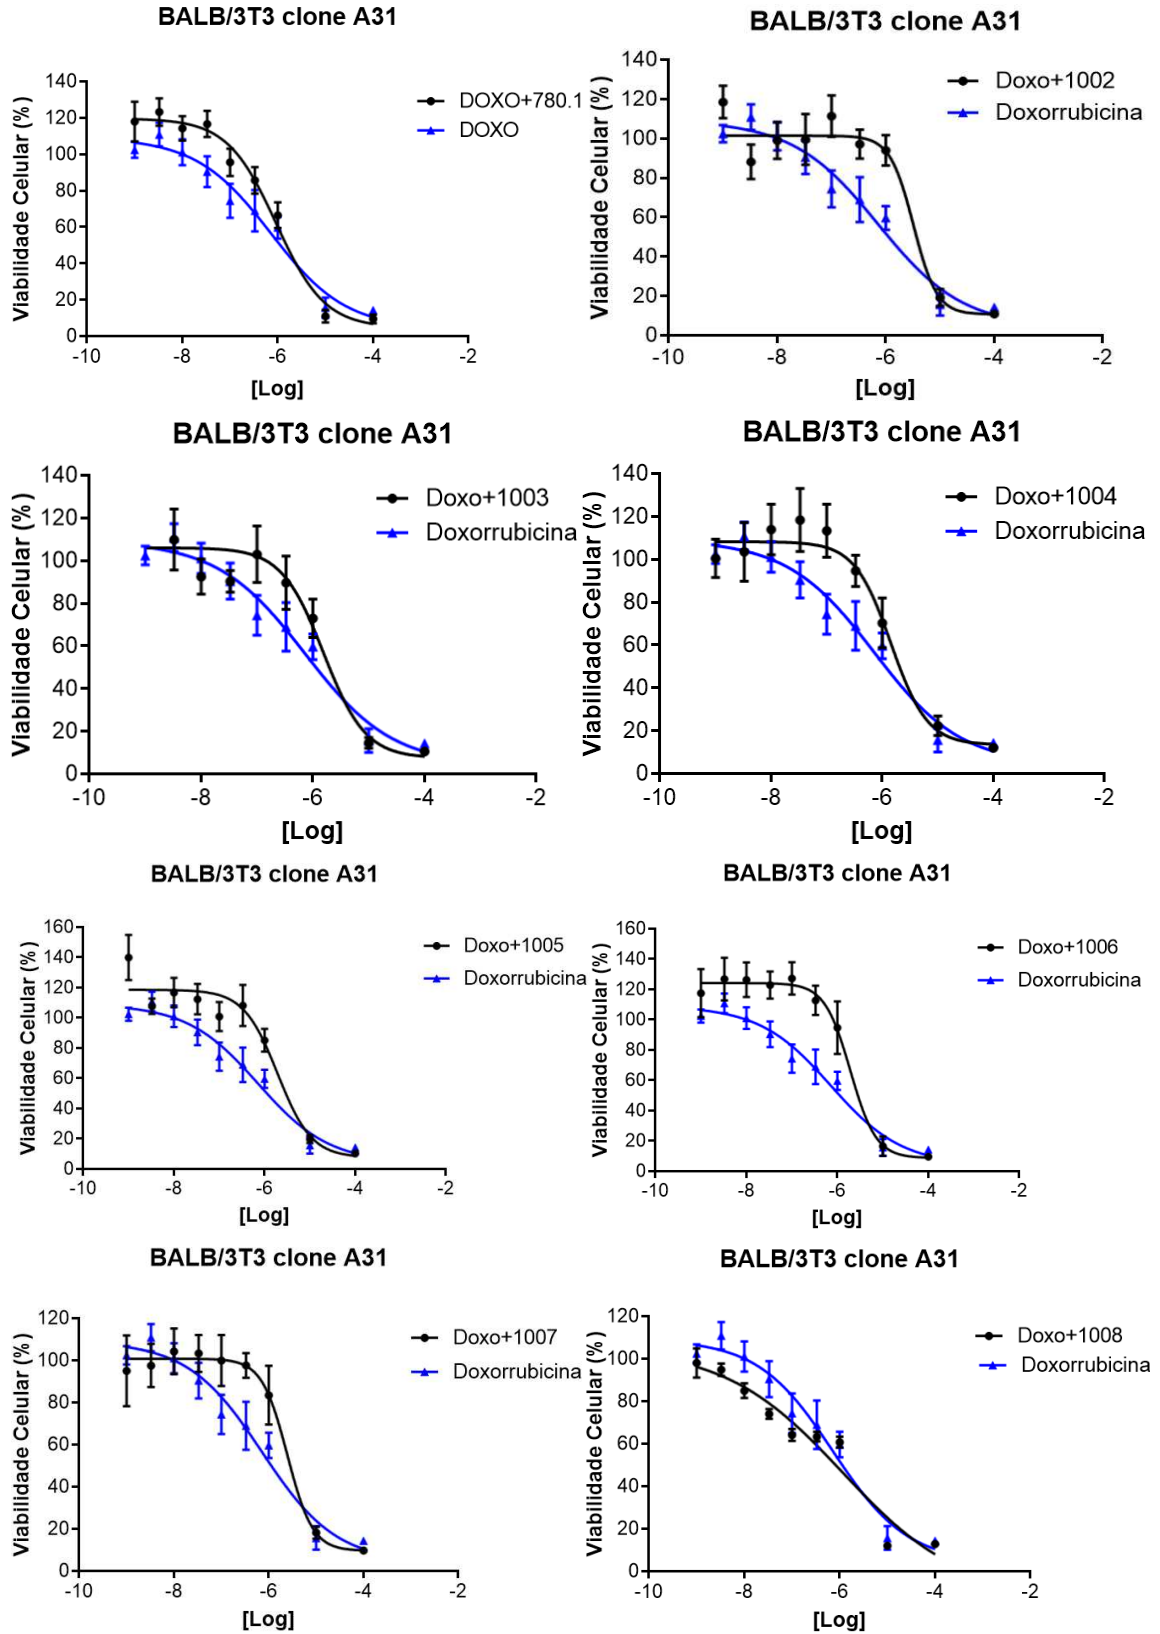 BALB/3T3 clone A31
Viabilidade Celular (%)
140
120
100
80
60
40
20
0
-10 -8 -6 -4 -2
[Log]
DOXO+780.1
DOXO
BALB/3T3 clone A31
Viabilidade Celular (%)
140
120
100
80
60
40
20
0
-10 -8 -6 -4 -2
[Log]
Doxo+1002
Doxorrubicina
BALB/3T3 clone A31
Viabilidade Celular (%)
140
120
100
80
60
40
20
0
-10 -8 -6 -4 -2
[Log]
Doxo+1003
Doxorrubicina
BALB/3T3 clone A31
Viabilidade Celular (%)
140
120
100
80
60
40
20
0
-10 -8 -6 -4 -2
[Log]
Doxo+1004
Doxorrubicina
BALB/3T3 clone A31
Viabilidade Celular (%)
160
140
120
100
80
60
40
20
0
-10 -8 -6 -4 -2
[Log]
Doxo+1005
Doxorrubicina
BALB/3T3 clone A31
Viabilidade Celular (%)
160
140
120
100
80
60
40
20
0
-10 -8 -6 -4 -2
[Log]
Doxo+1006
Doxorrubicina
BALB/3T3 clone A31
Viabilidade Celular (%)
120
100
80
60
40
20
0
-10 -8 -6 -4 -2
[Log]
Doxo+1007
Doxorrubicina
BALB/3T3 clone A31
Viabilidade Celular (%)
120
100
80
60
40
20
0
-10 -8 -6 -4 -2
[Log]
Doxo+1008
Doxorrubicina